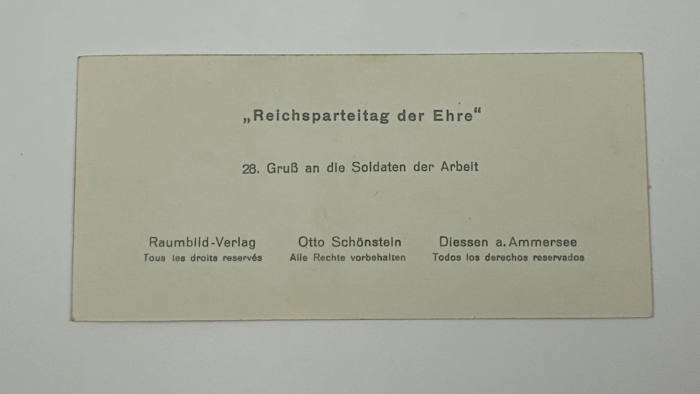 „Reichsparteitag der Ehre“
28. Gruß an die Soldaten der Arbeit
Raumbild-Verlag Otto Schönstein Diessen a. Ammersee
Tous les droits reservés Alle Rechte vorbehalten Todos los derechos reservados